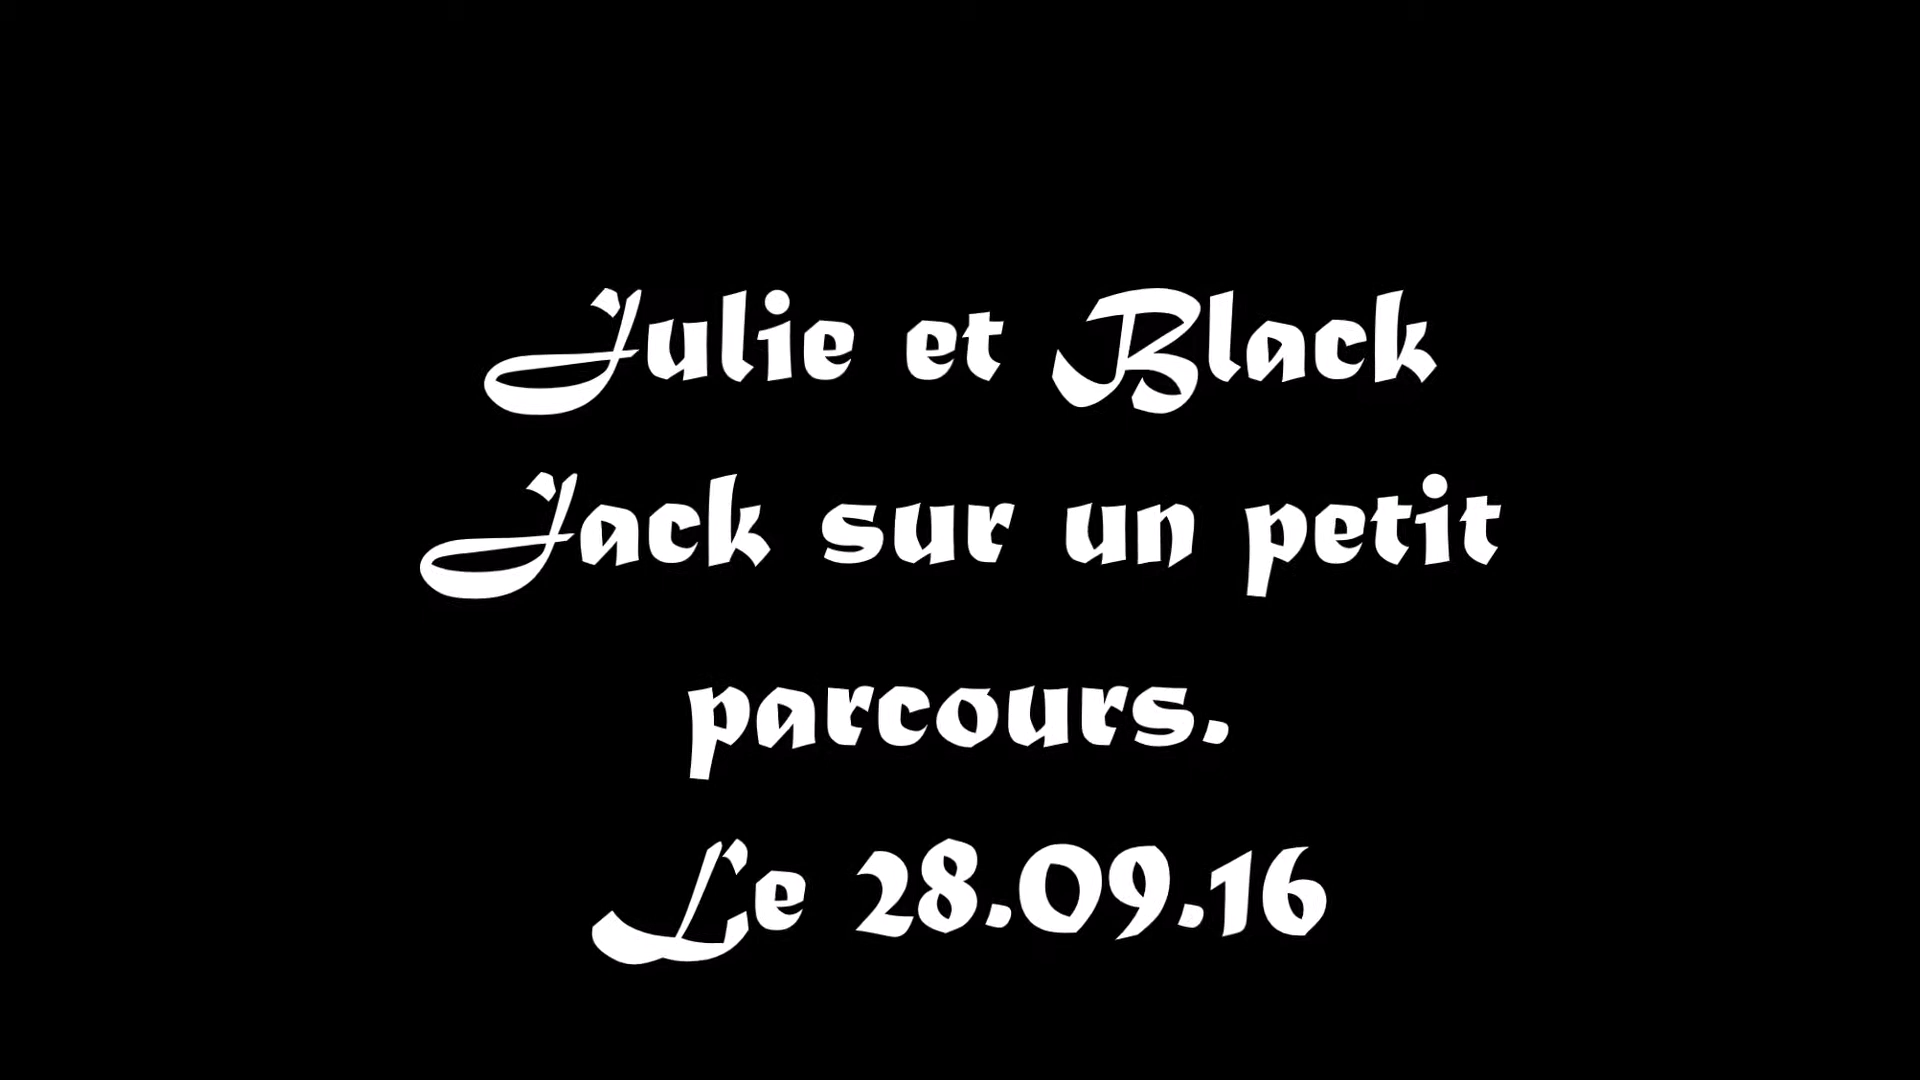 Julie et Black
Jack sur un petit
parcours.
Le 28.09.16